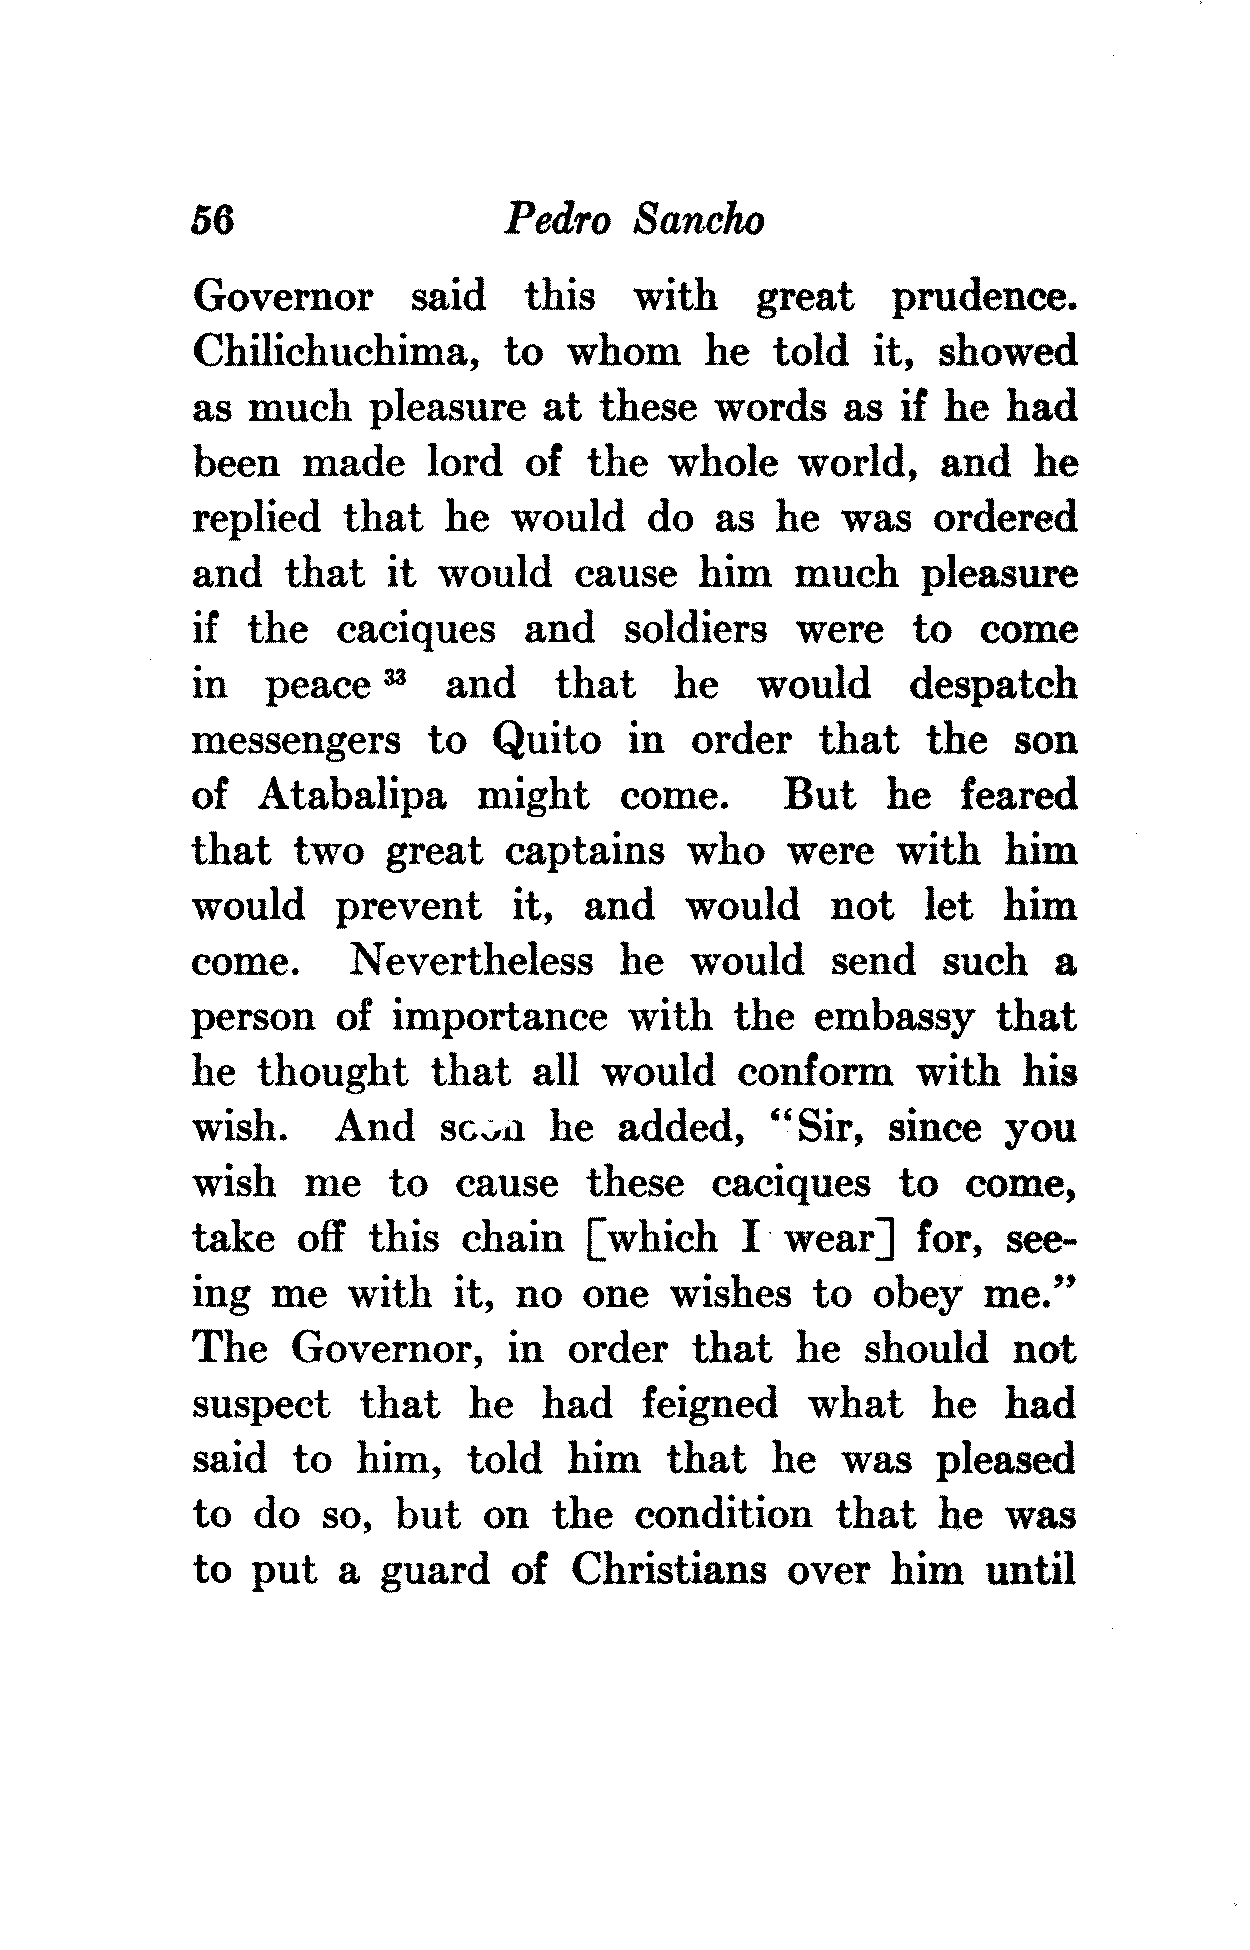 56 Pedro Sancho
Governor said this with great prudence.
Chilichuchima, to whom he told it, showed
as much pleasure at these words as if he had
been made lord of the whole world, and he
replied that he would do as he was ordered
and that it would cause him much pleasure
if the caciques and soldiers were to come
in peace ³³ and that he would despatch
messengers to Quito in order that the son
of Atabalipa might come. But he feared
that two great captains who were with him
would prevent it, and would not let him
come. Nevertheless he would send such a
person of importance with the embassy that
he thought that all would conform with his
wish. And soon he added, “Sir, since you
wish me to cause these caciques to come,
take off this chain [which I wear] for, see-
ing me with it, no one wishes to obey me.”
The Governor, in order that he should not
suspect that he had feigned what he had
said to him, told him that he was pleased
to do so, but on the condition that he was
to put a guard of Christians over him until